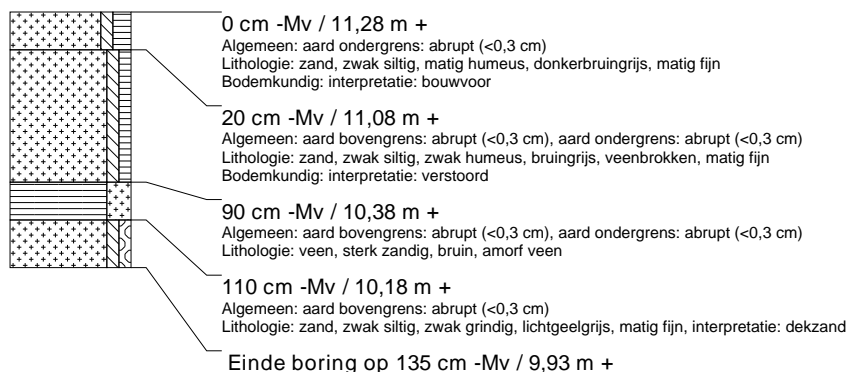 0 cm -Mv / 11,28 m +
Algemeen: aard ondergrens: abrupt (<0,3 cm)
Lithologie: zand, zwak siltig, matig humeus, donkerbruingrijs, matig fijn
Bodemkundig: interpretatie: bouwvoor
20 cm -Mv / 11,08 m +
Algemeen: aard bovengrens: abrupt (<0,3 cm), aard ondergrens: abrupt (<0,3 cm)
Lithologie: zand, zwak siltig, zwak humeus, bruingrijs, veenbrokken, matig fijn
Bodemkundig: interpretatie: verstoord
90 cm -Mv / 10,38 m +
Algemeen: aard bovengrens: abrupt (<0,3 cm), aard ondergrens: abrupt (<0,3 cm)
Lithologie: veen, sterk zandig, bruin, amorf veen
110 cm -Mv / 10,18 m +
Algemeen: aard bovengrens: abrupt (<0,3 cm)
Lithologie: zand, zwak siltig, zwak grindig, lichtgeelgrijs, matig fijn, interpretatie: dekzand
Einde boring op 135 cm -Mv / 9,93 m +